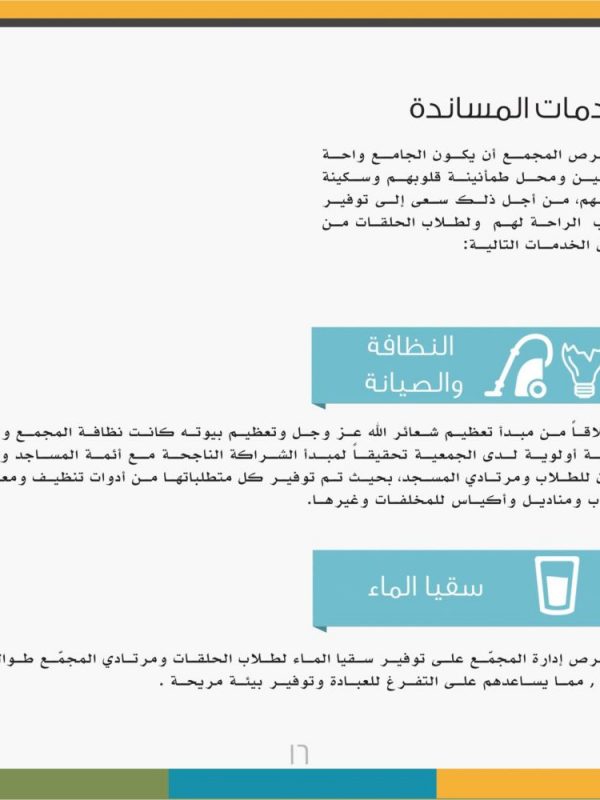 دمات المساندة
رص المجمع أن يكون الجامع واحة
ين ومحل طمأنينة قلوبهم وسكينة
هم، من أجل ذلك سعى إلى توفير
ب الراحة لهم ولطلاب الحلقات من
ل الخدمات التالية:
النظافة
والصيانة
لاقاً من مبدأ تعظيم شعائر الله عز وجل وتعظيم بيوته كانت نظافة المجمع و
ة أولوية لدى الجمعية تحقيقاً لمبدأ الشراكة الناجحة مع أئمة المساجد و
ن للطلاب ومرتادي المسجد، بحيث تم توفير كل متطلباتها من أدوات تنظيف ومع
ب ومناديل وأكياس للمخلفات وغيرها.
سقيا الماء
رص إدارة المجمّع على توفير سقيا الماء لطلاب الحلقات ومرتادي المجمّع طوا
, مما يساعدهم على التفرغ للعبادة وتوفير بيئة مريحة .
١٦